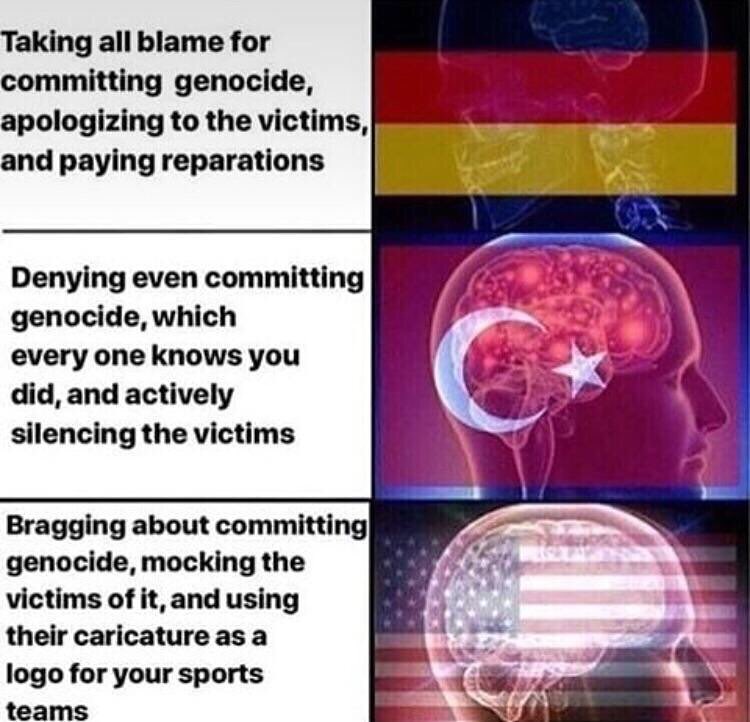 Taking all blame for
committing genocide,
apologizing to the victims,
and paying reparations
Denying even committing
genocide, which
every one knows you
did, and actively
silencing the victims
Bragging about committing
genocide, mocking the
victims of it, and using
their caricature as a
logo for your sports
teams